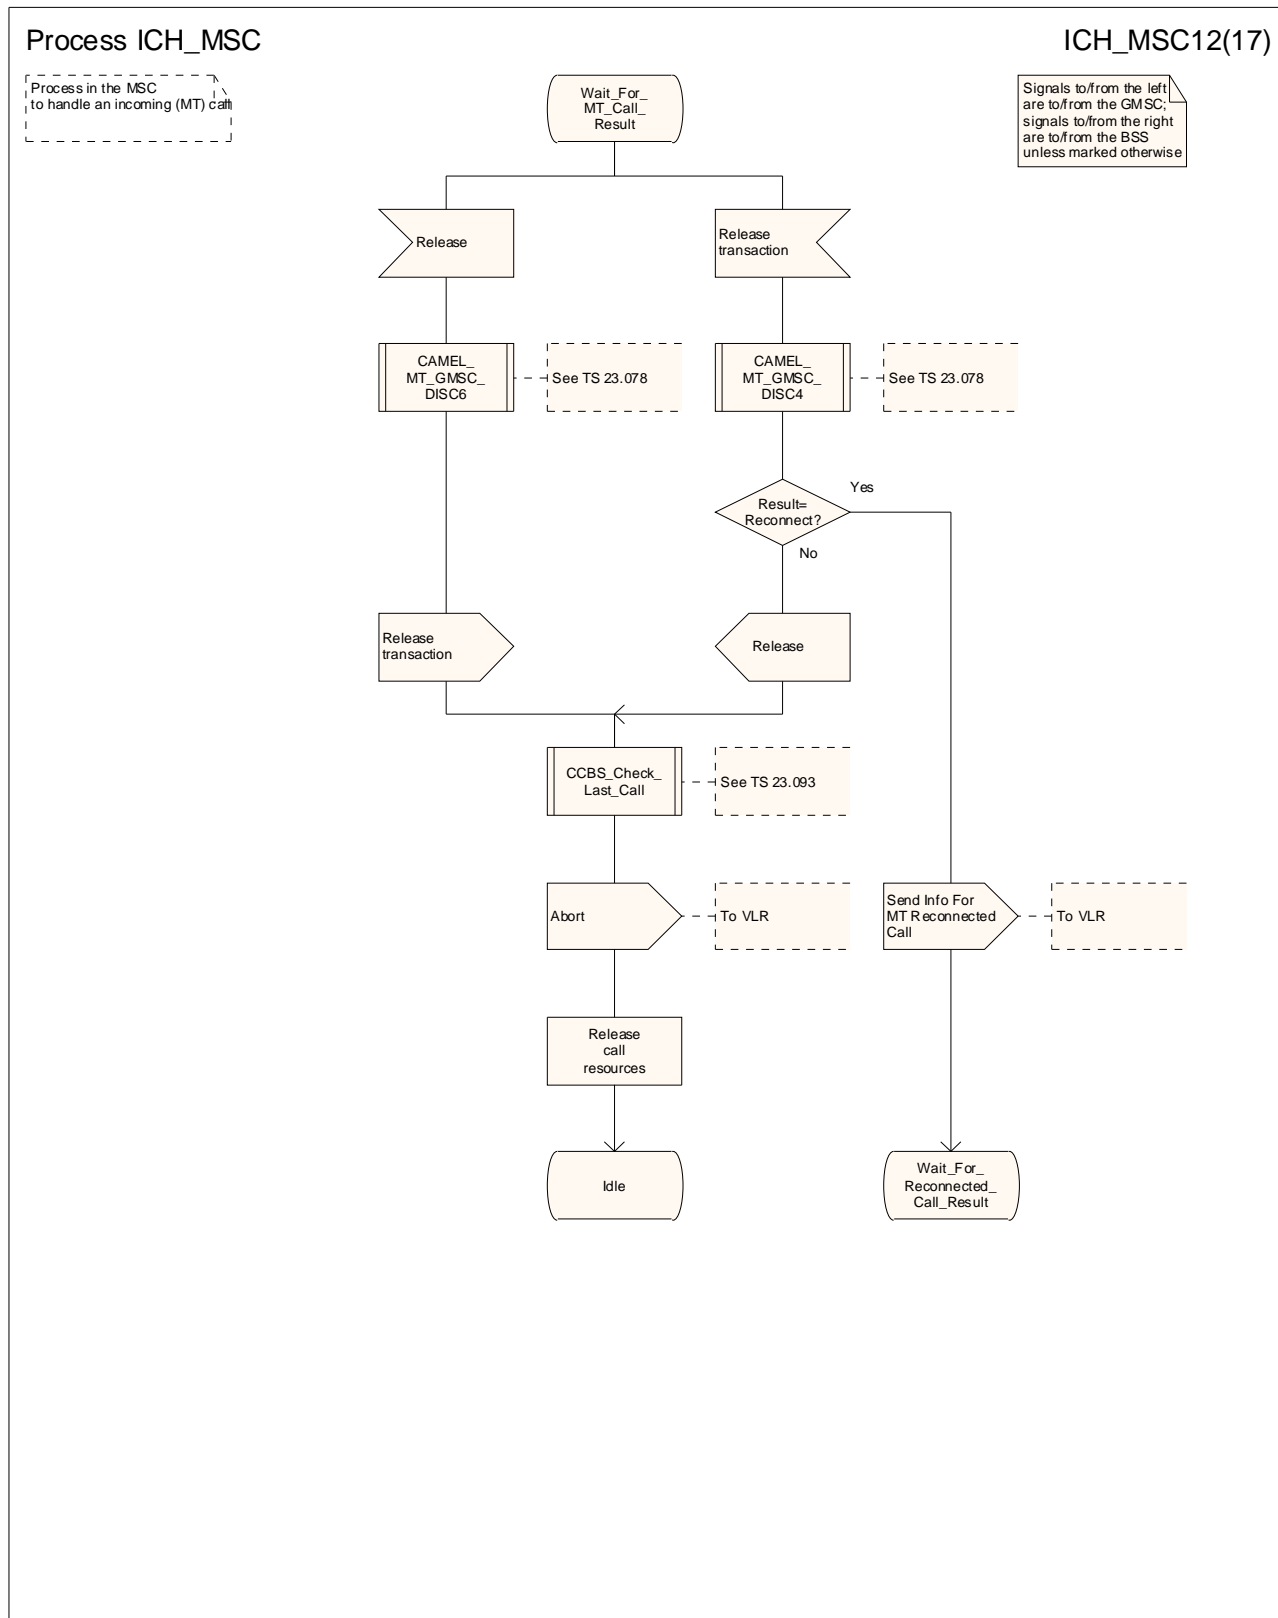 Process ICH_MSC
ICH_MSC12(17)
Process in the MSC
to handle an incoming (MT) call
Wait_For_
MT_Call_
Result
Signals to/from the left
are to/from the GMSC;
signals to/from the right
are to/from the BSS
unless marked otherwise
Release
Release
transaction
CAMEL_
MT_GMSC_
DISC6
See TS 23.078
CAMEL_
MT_GMSC_
DISC4
See TS 23.078
Result=
Reconnect?
Yes
No
Release
transaction
Release
CCBS_Check_
Last_Call
See TS 23.093
Abort
To VLR
Send Info For
MT Reconnected
Call
To VLR
Release
call
resources
Idle
Wait_For_
Reconnected_
Call_Result